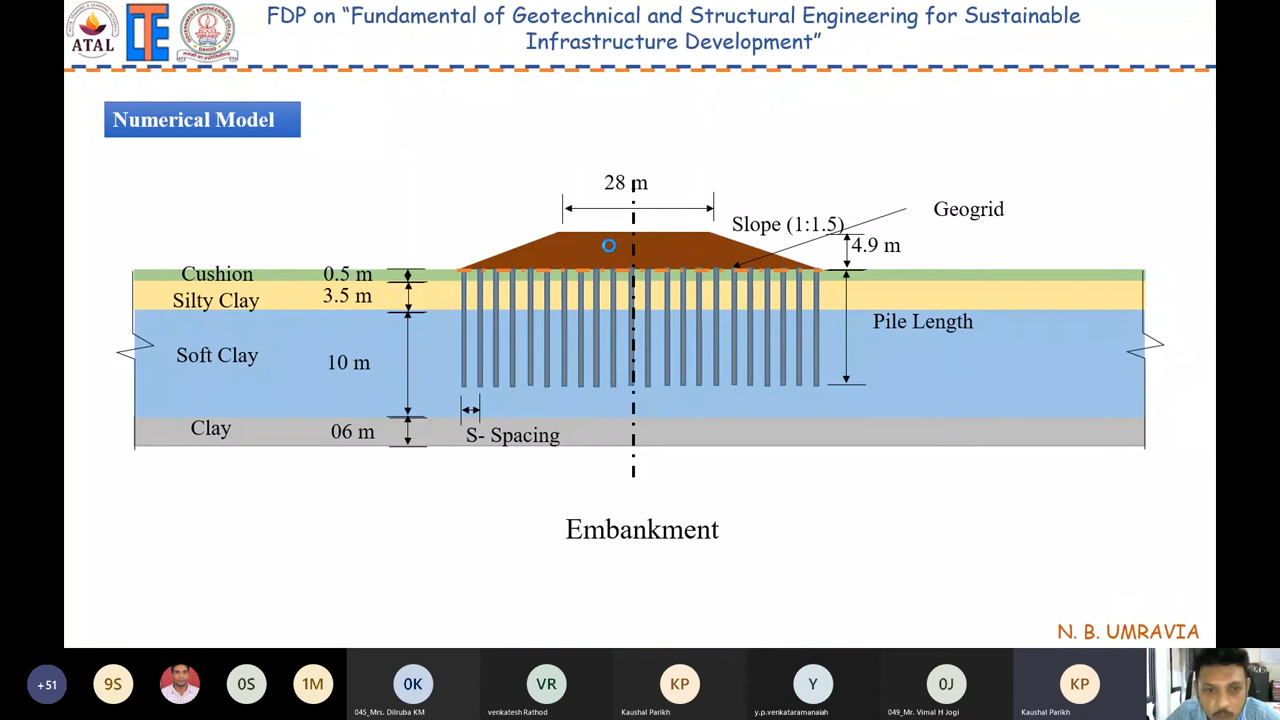 FDP on “Fundamental of Geotechnical and Structural Engineering for Sustainable
Infrastructure Development”
ATAL
LTE
Numerical Model
28 m
Slope (1:1.5)
Geogrid
4.9 m
Cushion 0.5 m
Silty Clay 3.5 m
Pile Length
Soft Clay 10 m
Clay 06 m
S- Spacing
Embankment
N. B. UMRAVIA
+51
9S
0S
1M
0K
VR
KP
Y
0J
KP
045_Mrs. Dilruba KM
venkatesh Rathod
Kaushal Parikh
y.p.venkataramanaiah
049_Mr. Vimal H Jogi
Kaushal Parikh